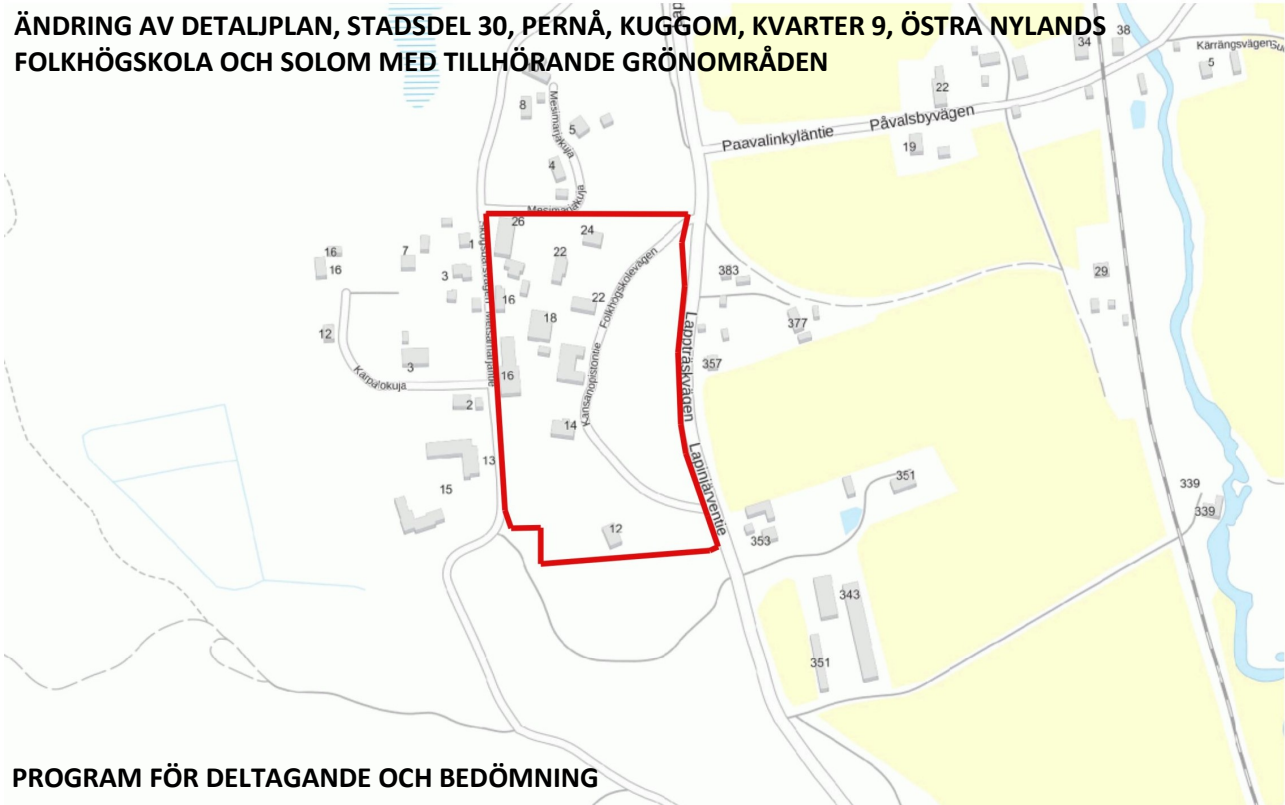 ÄNDRING AV DETALJPLAN, STADSDEL 30, PERNÅ, KUGGOM, KVARTER 9, ÖSTRA NYLANDS
FOLKHÖGSKOLA OCH SOLOM MED TILLHÖRANDE GRÖNOMRÅDEN
38
34
Kärrängsvägen
5
22
8
Mesimarjakuja
5
Påvalsbyvägen
Paavalinkyläntie
19
4
Mesimarjakuja
26
24
1
7
16
16
3
22
Folkhögskolevägen
383
29
16
22
377
18
12
Lappträskvägen
3
357
16
Karpalokuja
Kansanopistontie
2
14
13
Lapinjärventie
351
15
339
339
12
353
343
351
PROGRAM FÖR DELTAGANDE OCH BEDÖMNING